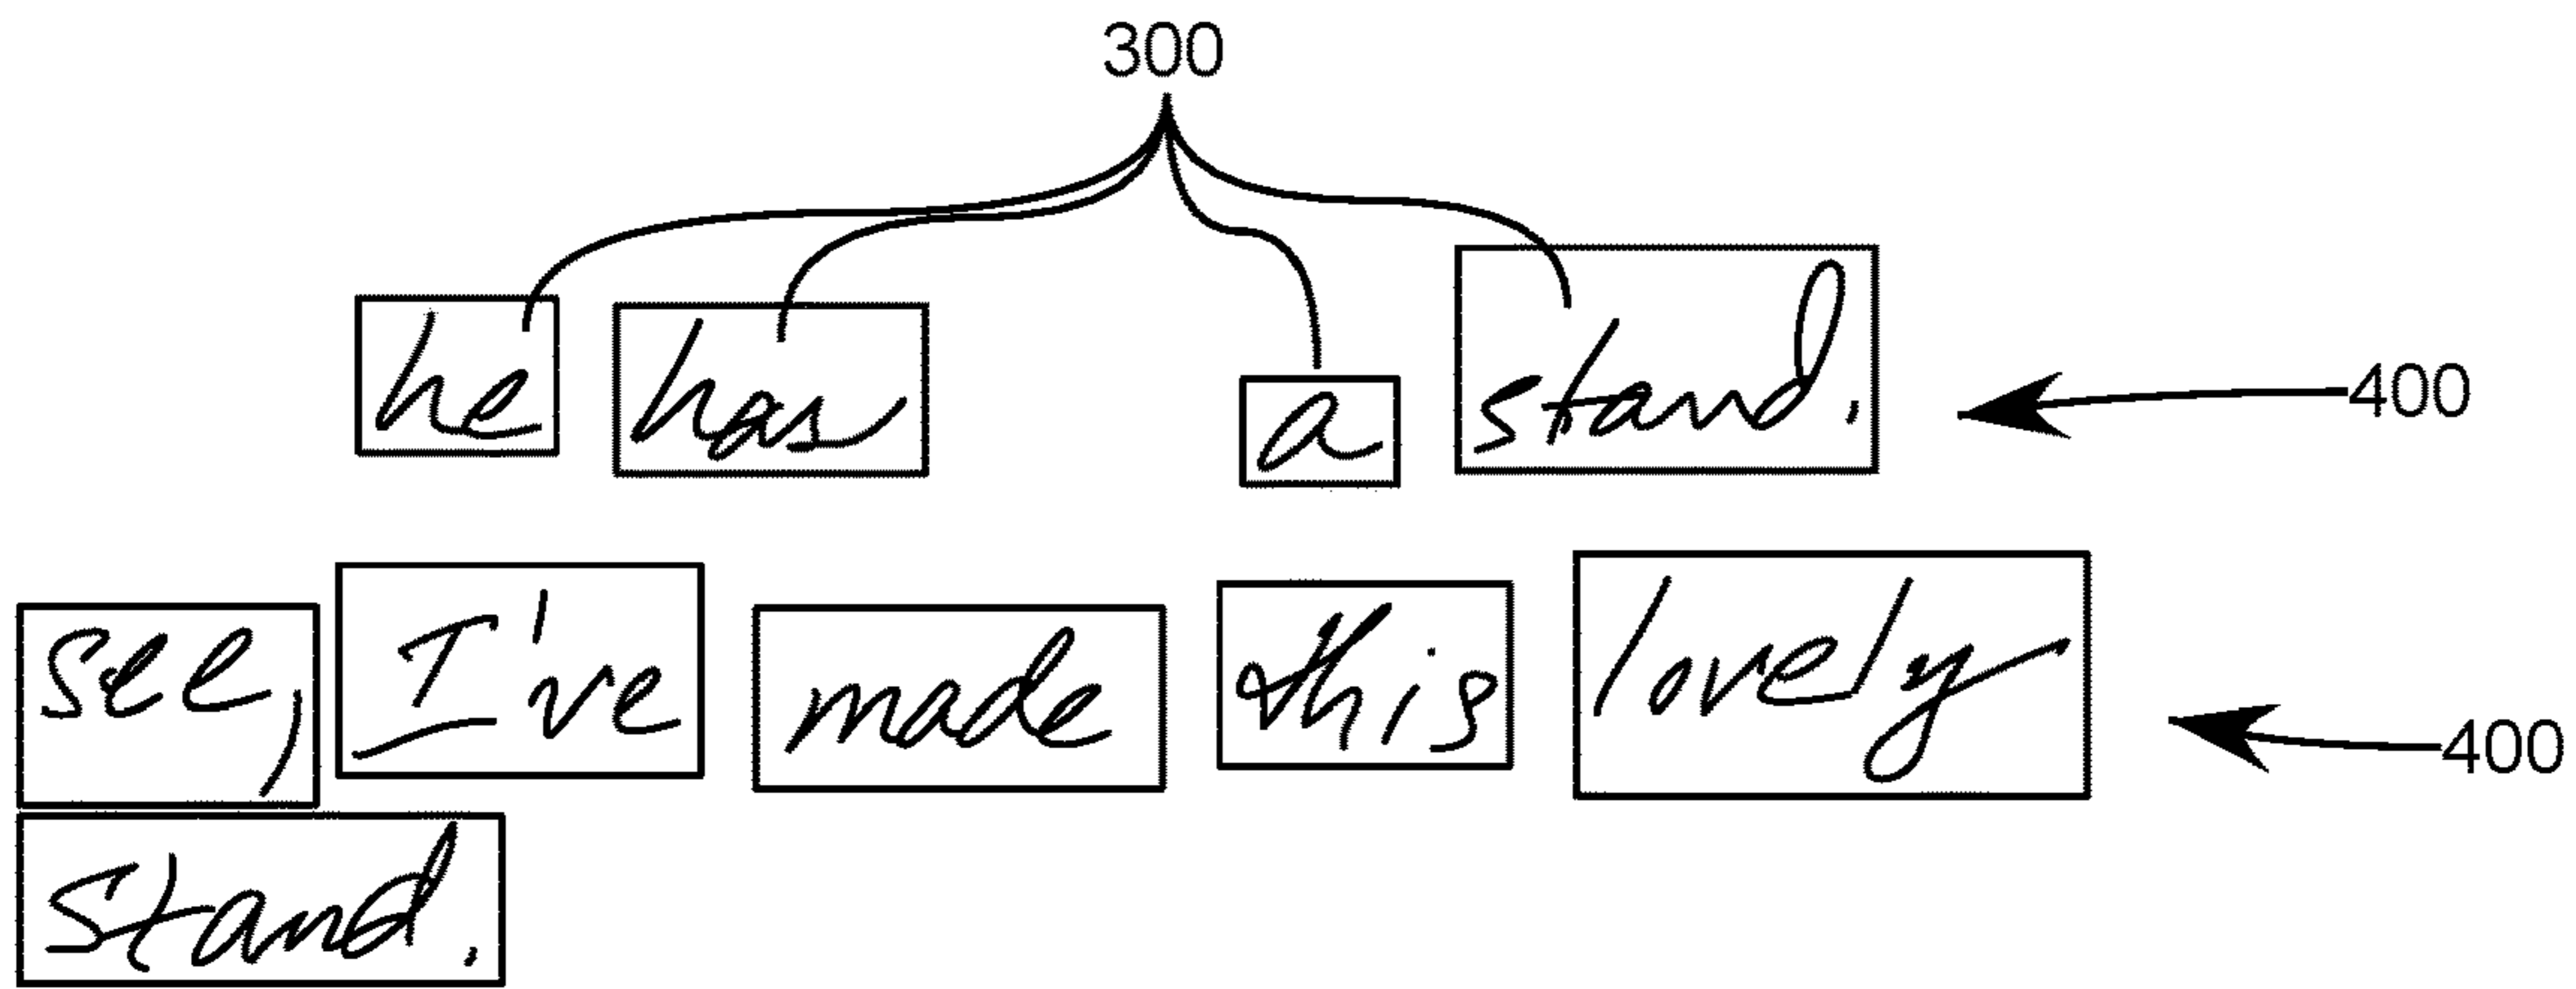 300
he has a stand. 400
see, I've made this lovely 400
stand.